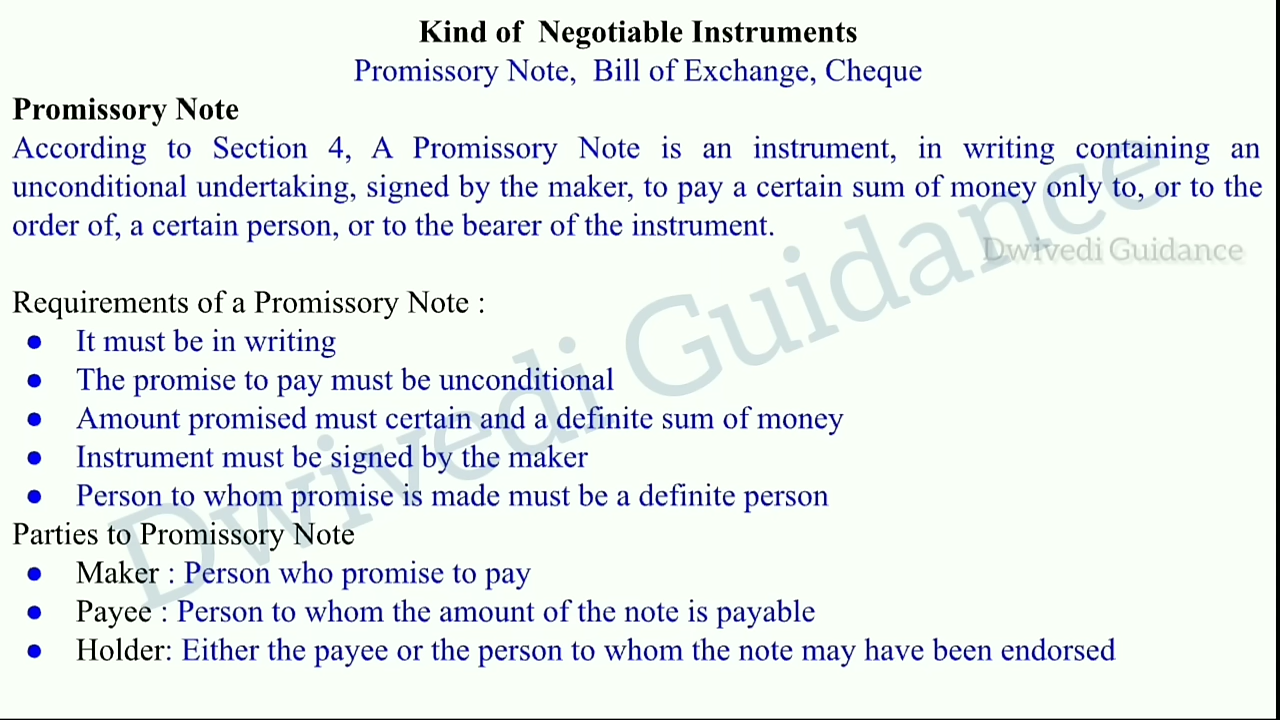 Kind of Negotiable Instruments
Promissory Note, Bill of Exchange, Cheque
Promissory Note
According to Section 4, A Promissory Note is an instrument, in writing containing an
unconditional undertaking, signed by the maker, to pay a certain sum of money only to, or to the
order of, a certain person, or to the bearer of the instrument.
Dwivedi Guidance
Requirements of a Promissory Note :
● It must be in writing
● The promise to pay must be unconditional
● Amount promised must certain and a definite sum of money
● Instrument must be signed by the maker
● Person to whom promise is made must be a definite person
Parties to Promissory Note
● Maker : Person who promise to pay
● Payee : Person to whom the amount of the note is payable
● Holder: Either the payee or the person to whom the note may have been endorsed
Dwivedi Guidance